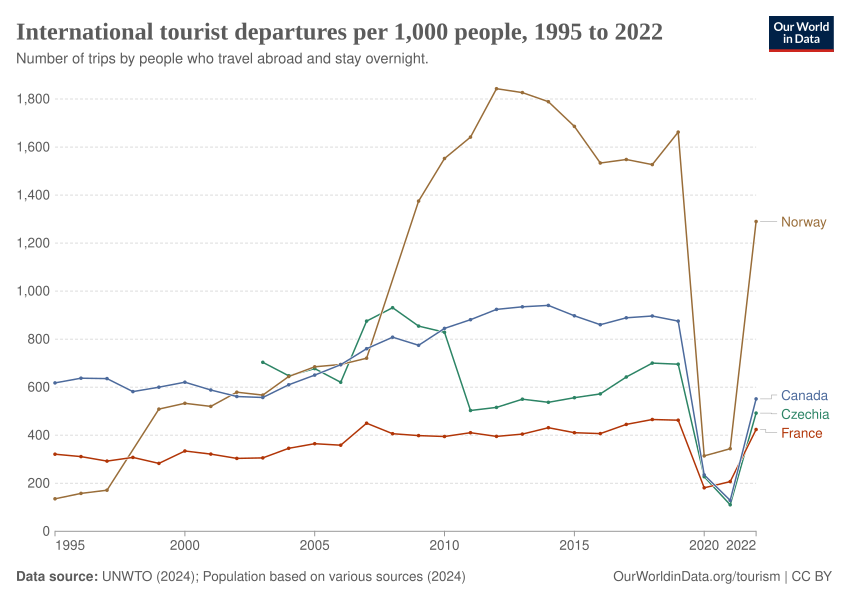 International tourist departures per 1,000 people, 1995 to 2022
Our World
in Data
Number of trips by people who travel abroad and stay overnight.
1,800
1,600
1,400
1,200
1,000
800
600
400
200
0
Norway
Canada
Czechia
France
1995
2000
2005
2010
2015
2020
2022
Data source: UNWTO (2024); Population based on various sources (2024)
OurWorldinData.org/tourism | CC BY